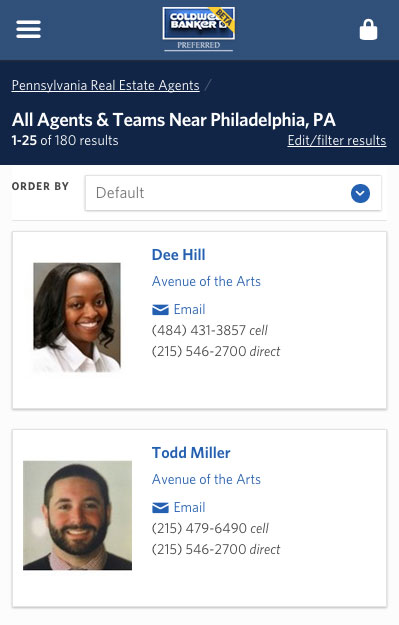 COLDWELL
BANKER
BETA
PREFERRED
Pennsylvania Real Estate Agents /
All Agents & Teams Near Philadelphia, PA
1-25 of 180 results
Edit/filter results
ORDER BY
Default
Dee Hill
Avenue of the Arts
Email
(484) 431-3857 cell
(215) 546-2700 direct
Todd Miller
Avenue of the Arts
Email
(215) 479-6490 cell
(215) 546-2700 direct